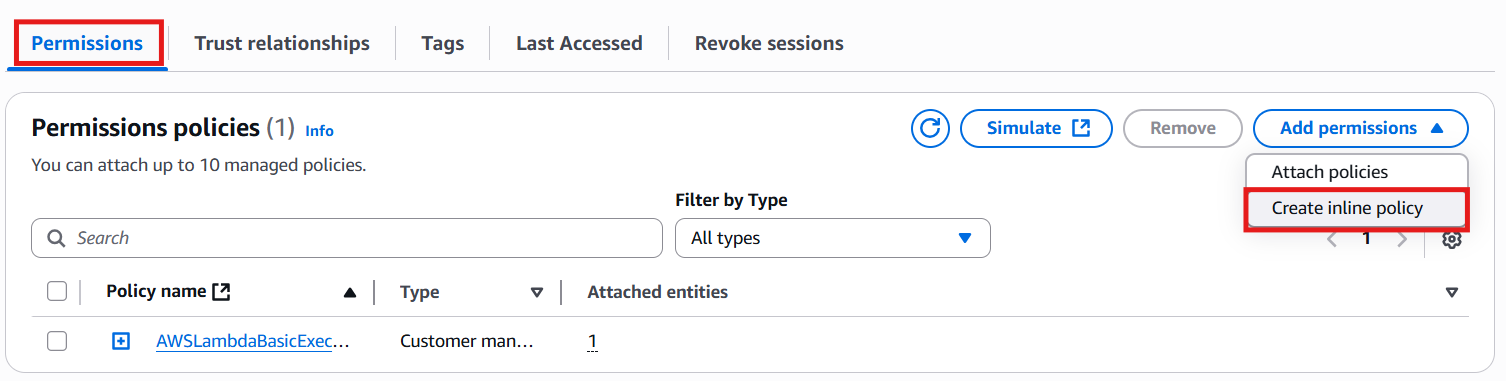 Permissions Trust relationships Tags Last Accessed Revoke sessions
Permissions policies (1) Info Simulate Remove Add permissions
You can attach up to 10 managed policies.
Attach policies
Create inline policy
Filter by Type
Search All types 1
Policy name Type Attached entities
AWSLambdaBasicExec... Customer man... 1